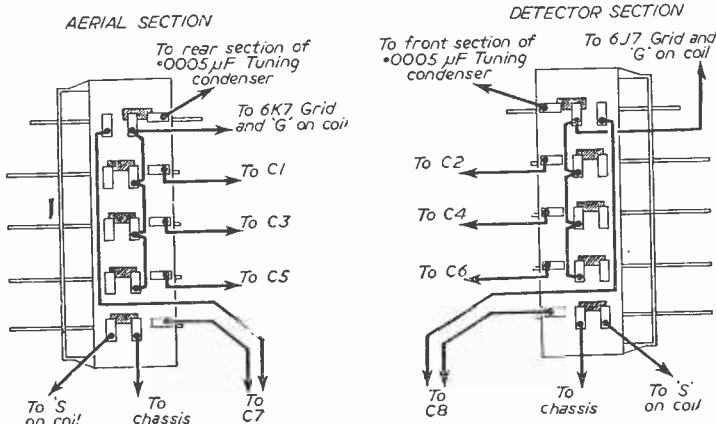 AERIAL SECTION
To rear section of
•0005 µF Tuning
condenser
To 6K7 Grid
and 'G' on coil
To C1
To C3
To C5
To 'S'
on coil
To
chassis
To
C7
DETECTOR SECTION
To front section of
•0005 µF Tuning
condenser
To 6J7 Grid and
'G' on coil
To C2
To C4
To C6
To
C8
To
chassis
To 'S'
on coil